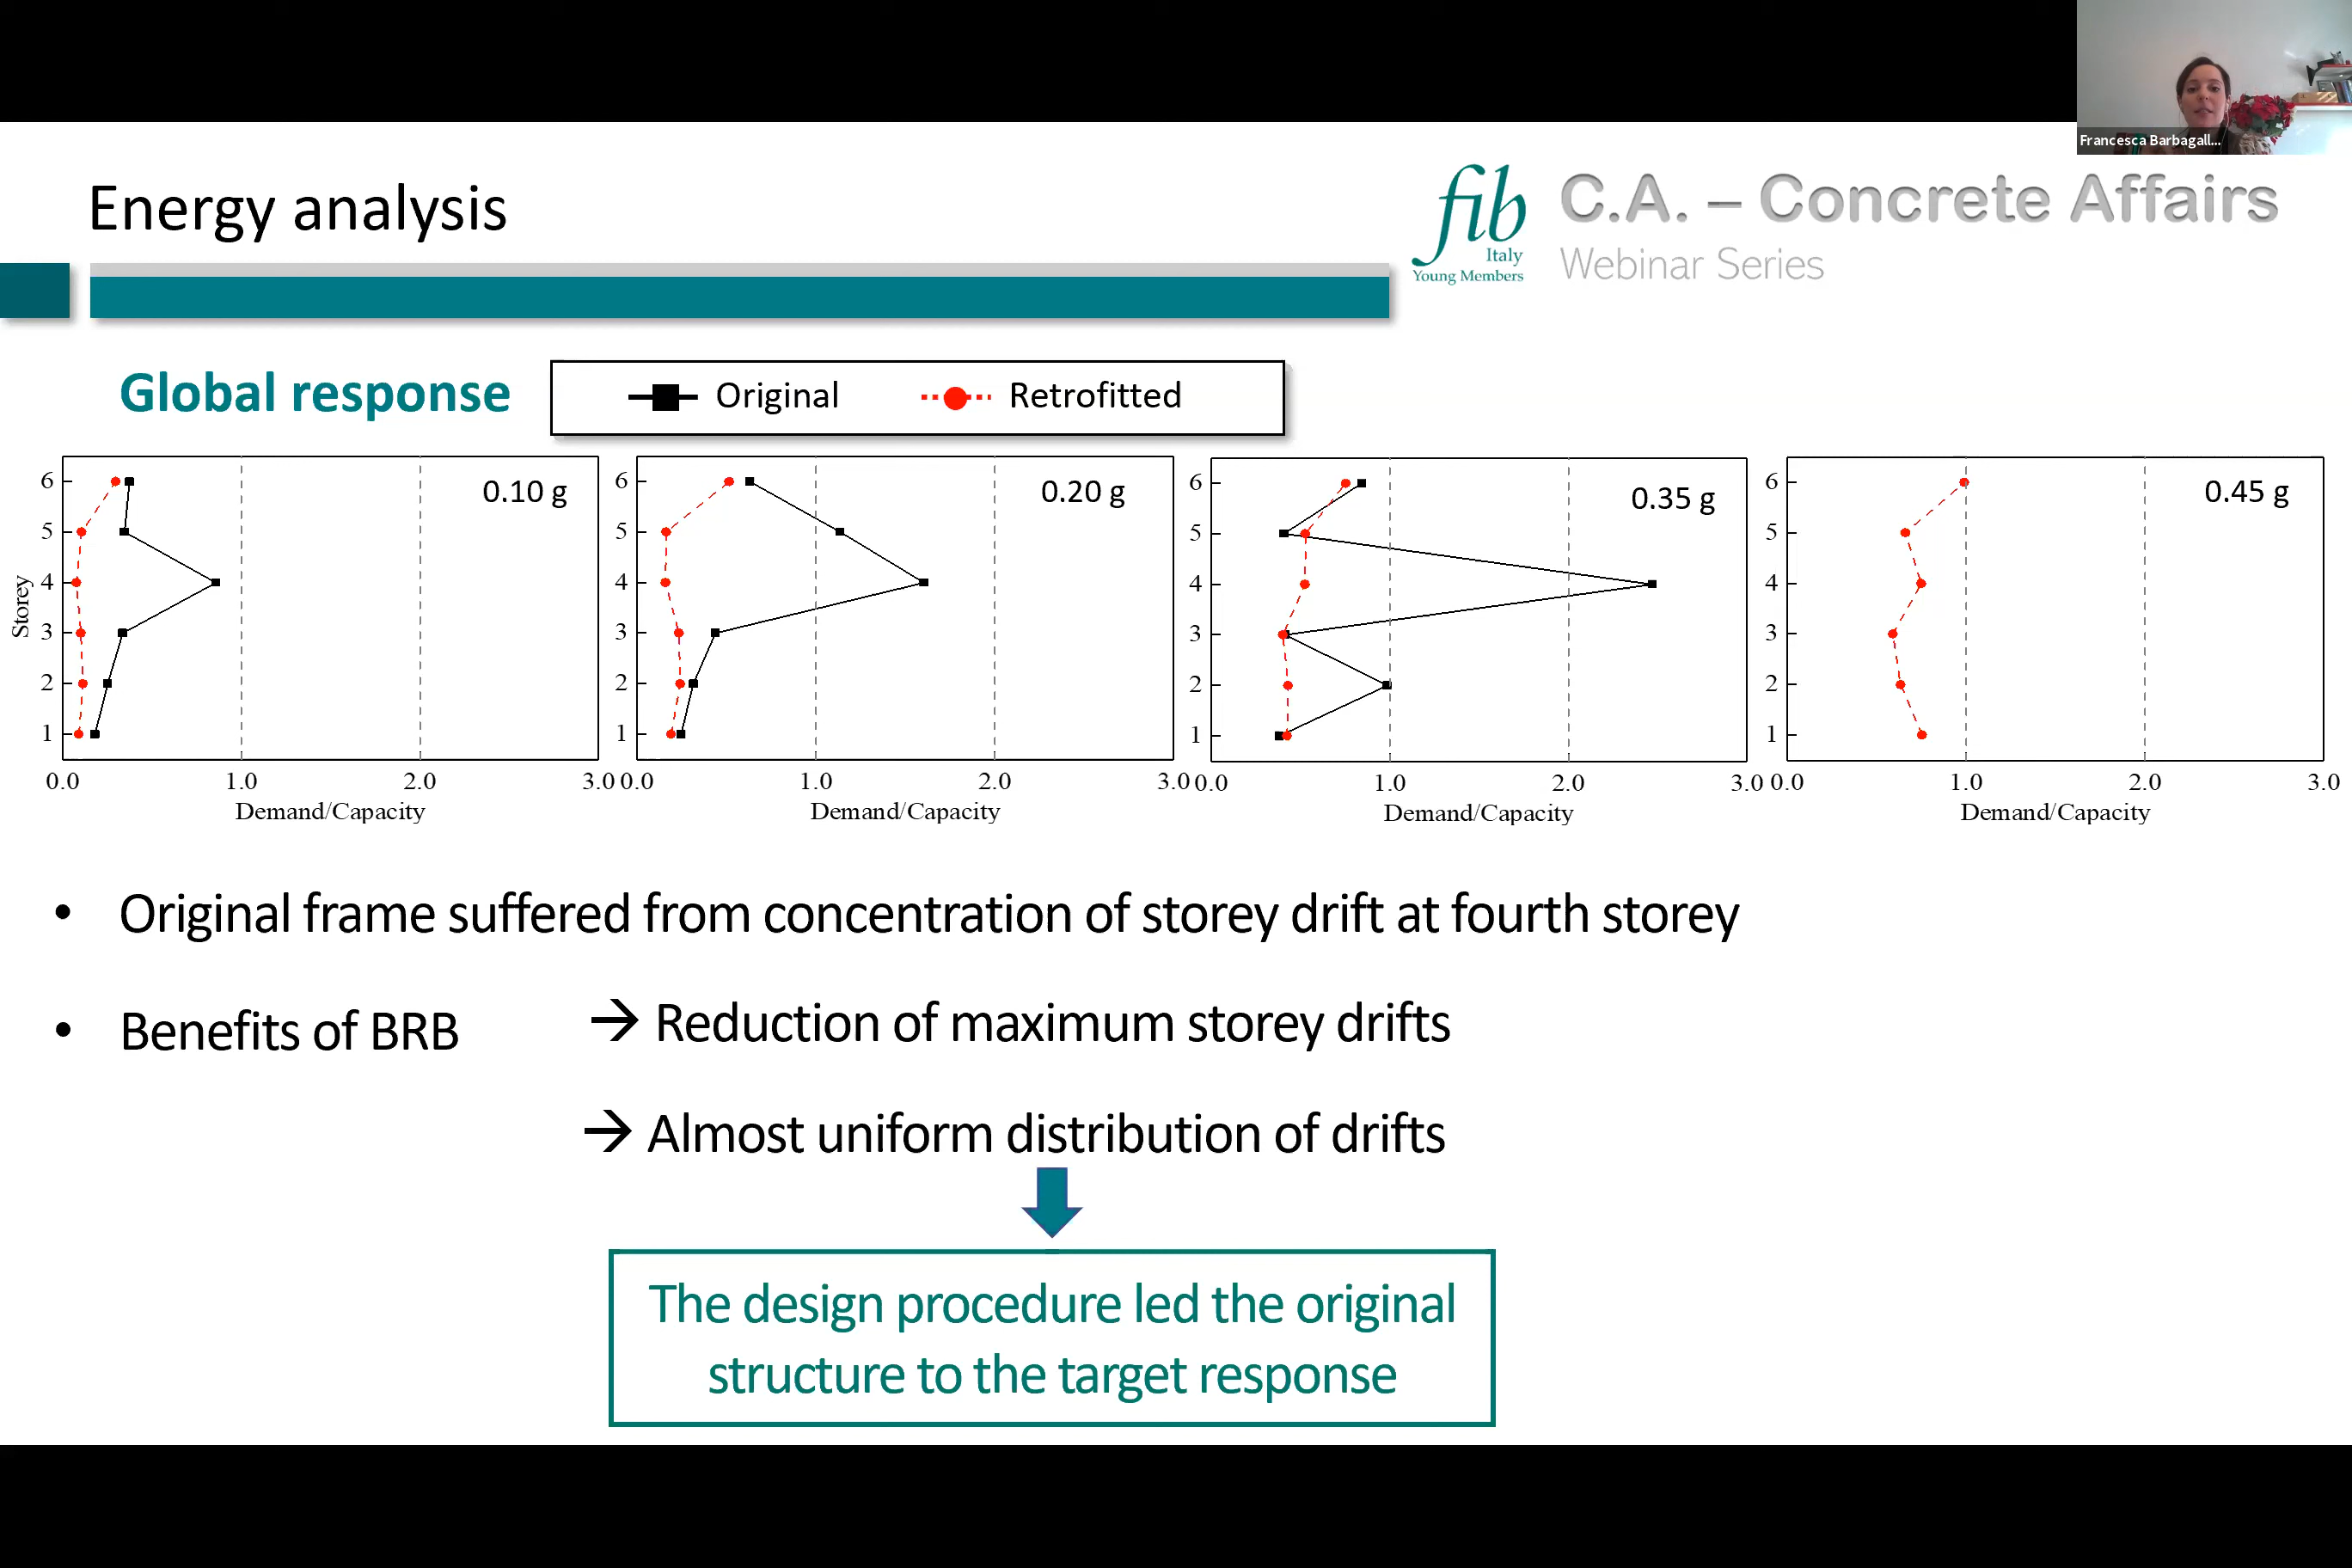 Francesca Barbagall...
Energy analysis
fib
Italy
Young Members
C.A. – Concrete Affairs
Webinar Series
Global response
Original
Retrofitted
0.10 g
6
5
4
3
2
1
Storey
0.0 1.0 2.0 3.0
Demand/Capacity
0.20 g
6
5
4
3
2
1
0.0 1.0 2.0 3.0
Demand/Capacity
0.35 g
6
5
4
3
2
1
0.0 1.0 2.0 3.0
Demand/Capacity
0.45 g
6
5
4
3
2
1
0.0 1.0 2.0 3.0
Demand/Capacity
• Original frame suffered from concentration of storey drift at fourth storey
• Benefits of BRB → Reduction of maximum storey drifts
→ Almost uniform distribution of drifts
The design procedure led the original
structure to the target response